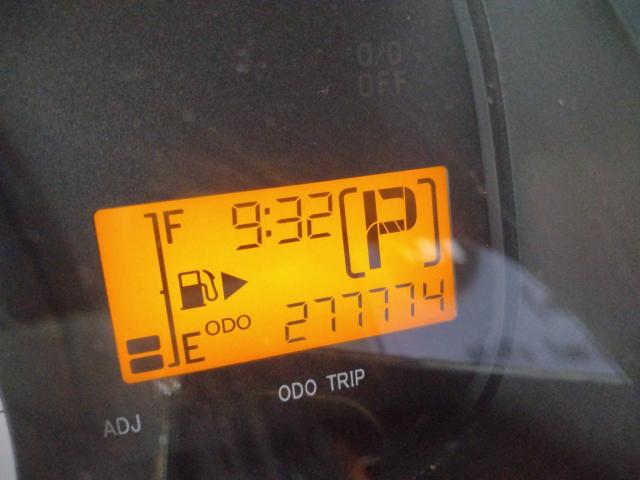 O/D
OFF
F 9:32 [P]
ODO 277774
E
ODO TRIP
ADJ